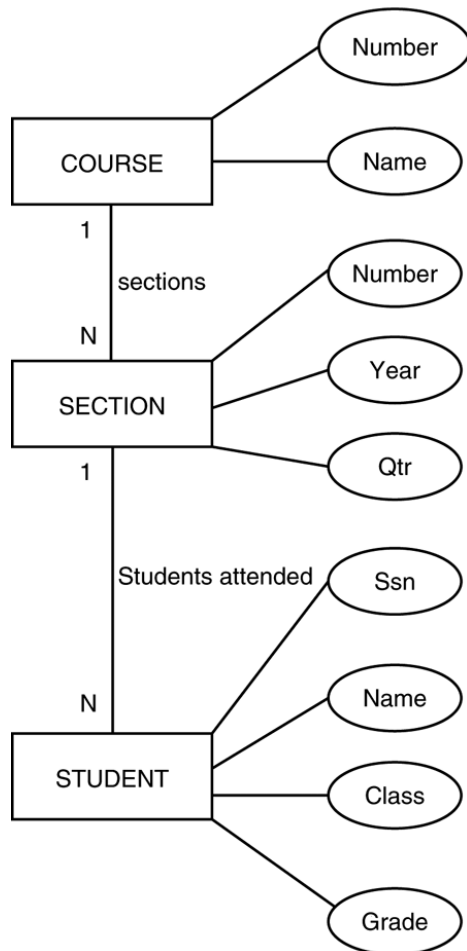 Number
COURSE
Name
1
sections
Number
N
Year
SECTION
Qtr
1
Students attended
Ssn
N
Name
STUDENT
Class
Grade